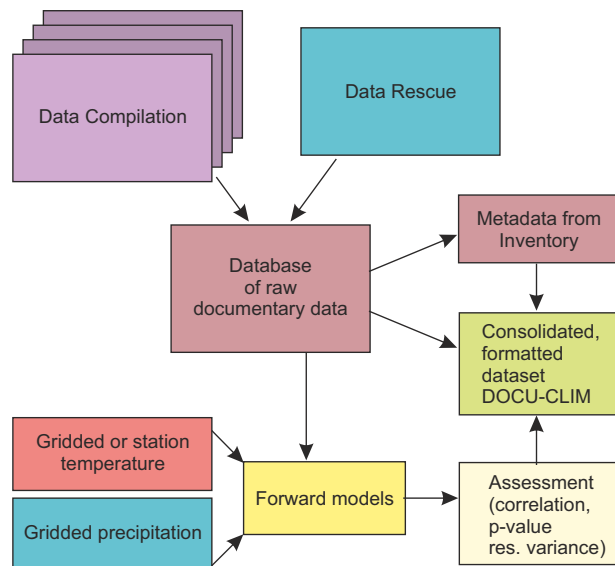 Data Compilation
Data Rescue
Database
of raw
documentary data
Metadata from
Inventory
Consolidated,
formatted
dataset
DOCU-CLIM
Gridded or station
temperature
Gridded precipitation
Forward models
Assessment
(correlation,
p-value
res. variance)